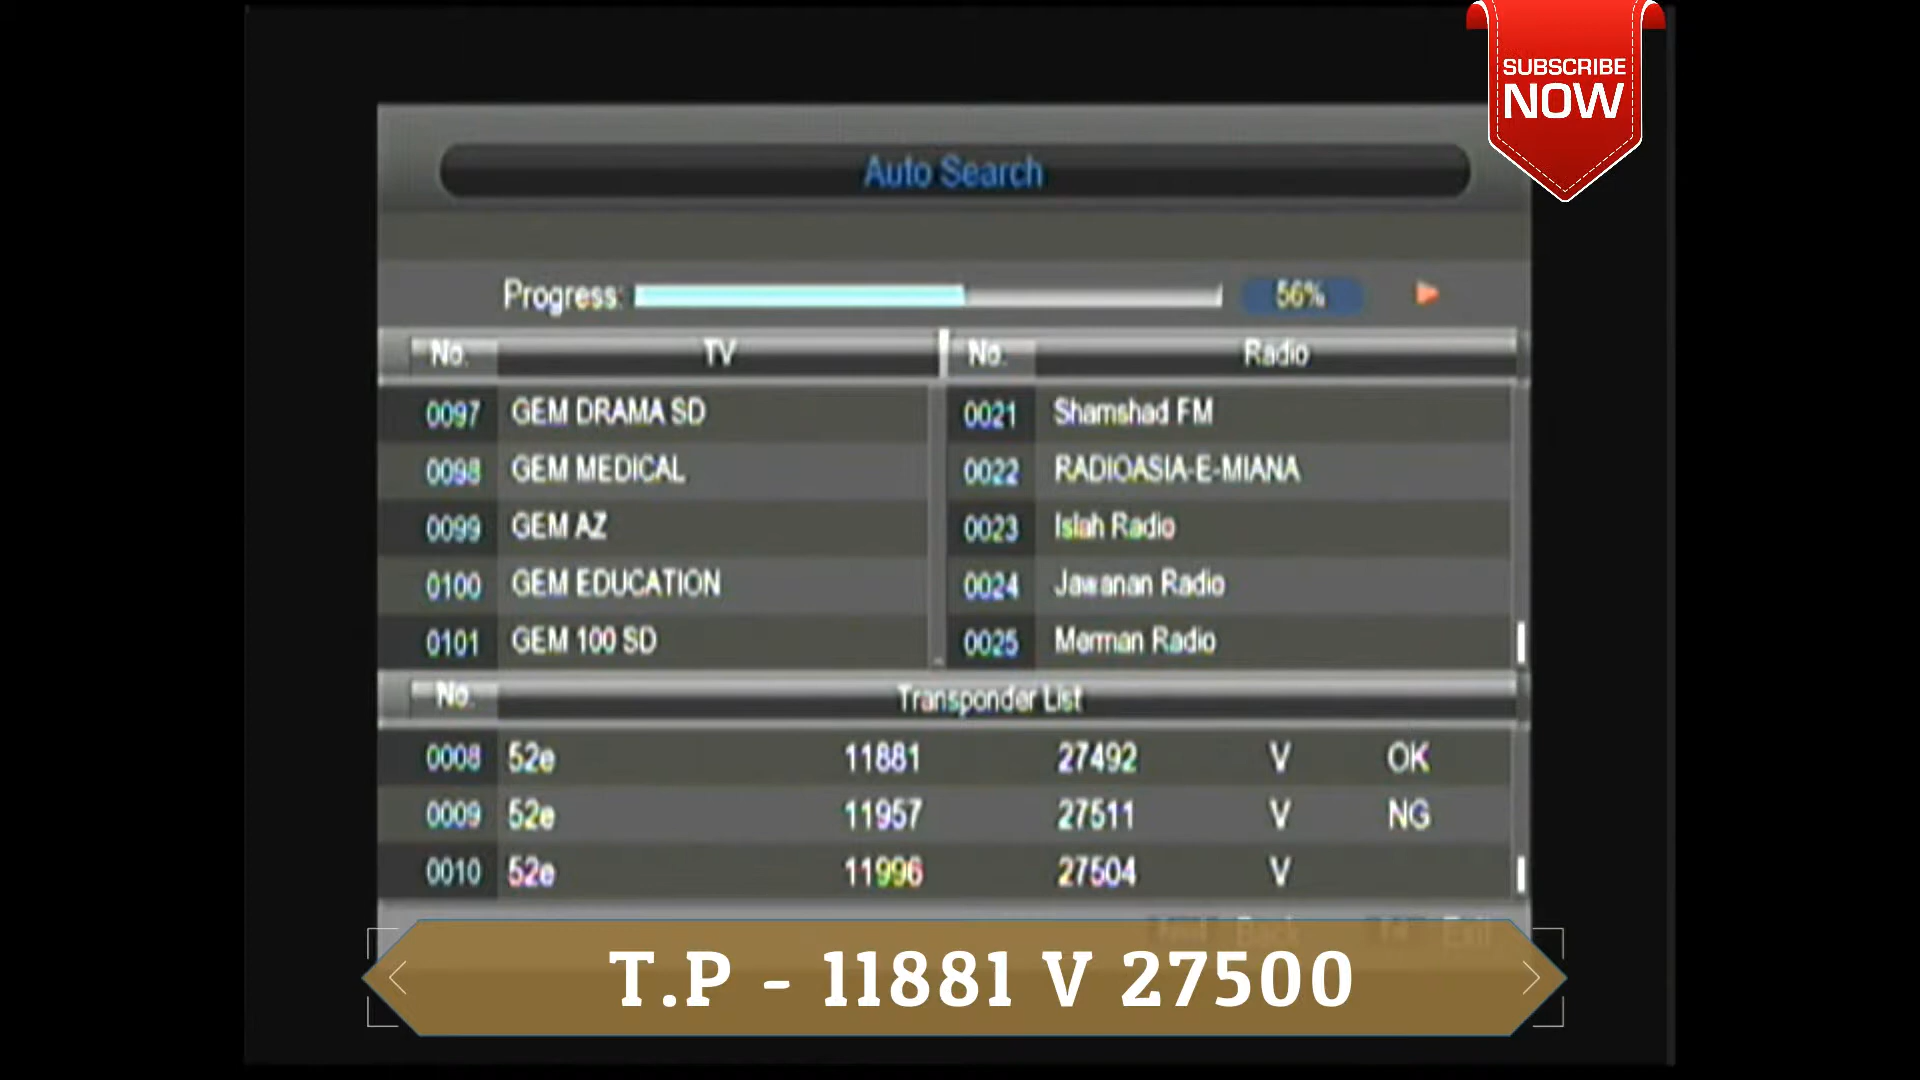 SUBSCRIBE
NOW
Auto Search
Progress: 56%
No. TV No. Radio
0097 GEM DRAMA SD 0021 Shamshad FM
0098 GEM MEDICAL 0022 RADIOASIA-E-MIANA
0099 GEM AZ 0023 Islah Radio
0100 GEM EDUCATION 0024 Jawanan Radio
0101 GEM 100 SD 0025 Merman Radio
No. Transponder List
0008 52e 11881 27492 V OK
0009 52e 11957 27511 V NG
0010 52e 11996 27504 V
Back Exit
T.P - 11881 V 27500